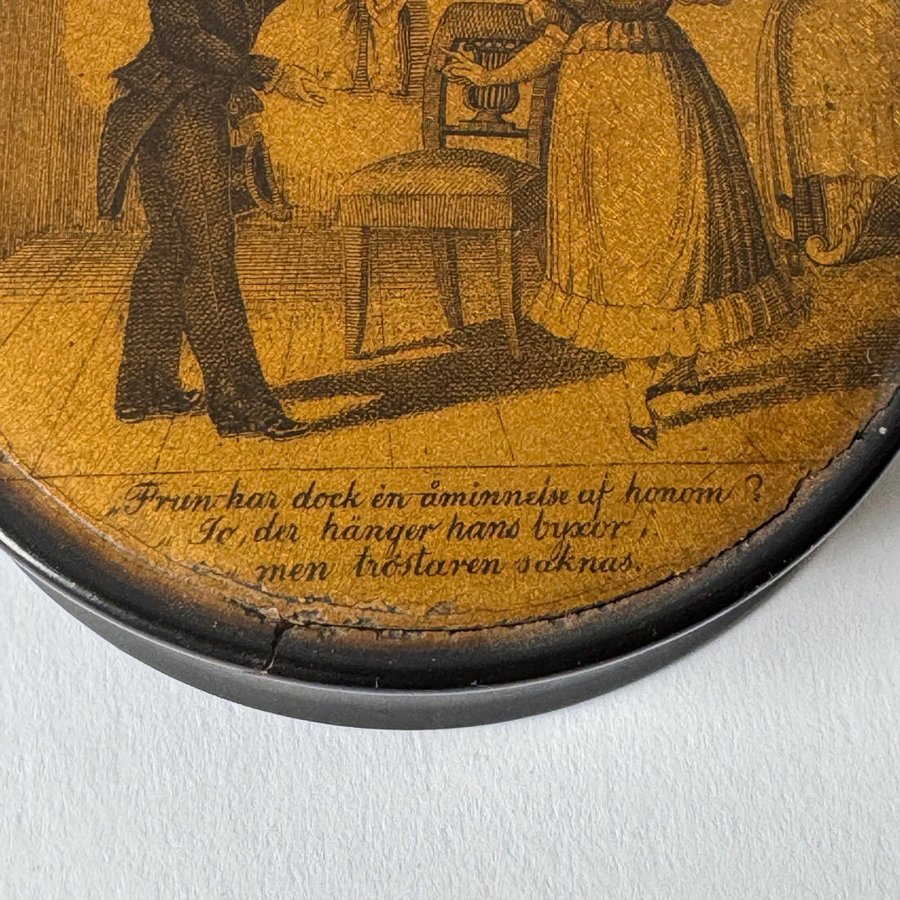 Frun har dock en åminnelse af honom?
Jo, der hänger hans byxor,
men tröstaren saknas.